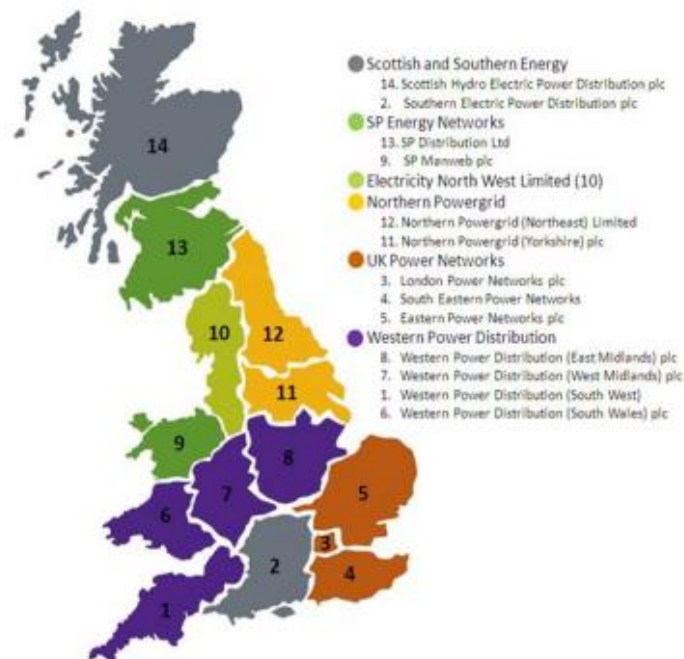 Scottish and Southern Energy
14. Scottish Hydro Electric Power Distribution plc
2. Southern Electric Power Distribution plc
SP Energy Networks
13. SP Distribution Ltd
9. SP Manweb plc
Electricity North West Limited (10)
Northern Powergrid
12. Northern Powergrid (Northeast) Limited
11. Northern Powergrid (Yorkshire) plc
UK Power Networks
3. London Power Networks plc
4. South Eastern Power Networks
5. Eastern Power Networks plc
Western Power Distribution
8. Western Power Distribution (East Midlands) plc
7. Western Power Distribution (West Midlands) plc
1. Western Power Distribution (South West)
6. Western Power Distribution (South Wales) plc
14
13
10
12
11
9
8
7
5
6
3
2
4
1